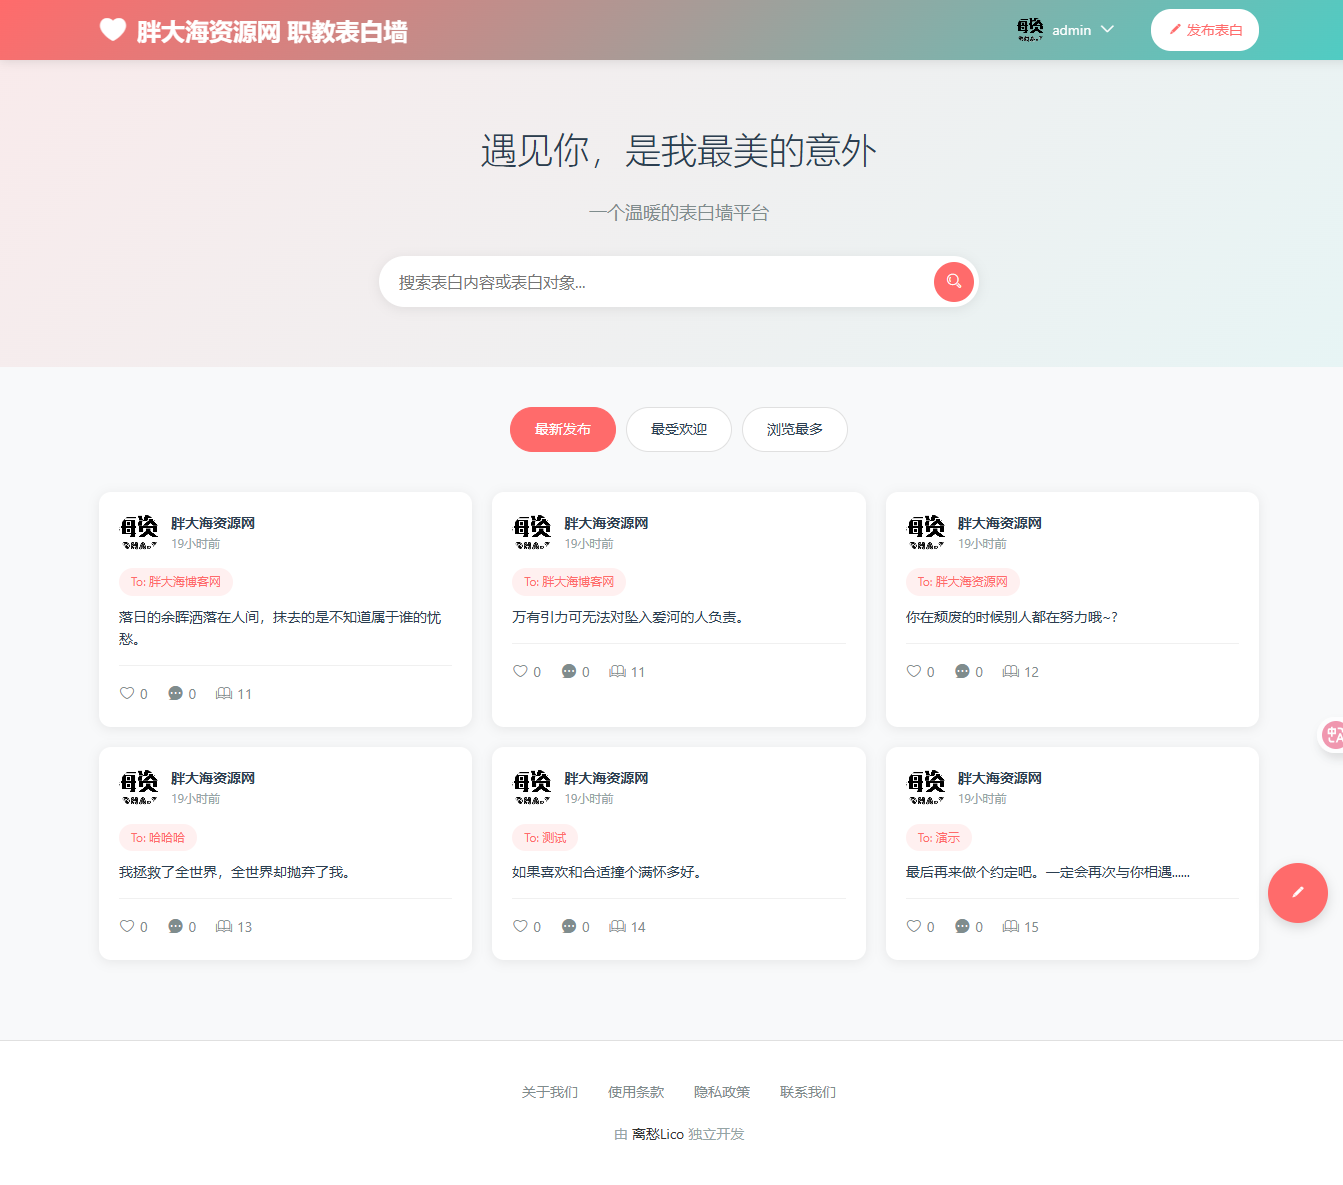 胖大海资源网 职教表白墙
admin
发布表白
遇见你，是我最美的意外
一个温暖的表白墙平台
搜索表白内容或表白对象...
最新发布
最受欢迎
浏览最多
胖大海资源网
19小时前
To: 胖大海博客网
落日的余晖洒落在人间，抹去的是不知道属于谁的忧
愁。
0 0 11
胖大海资源网
19小时前
To: 胖大海博客网
万有引力可无法对坠入爱河的人负责。
0 0 11
胖大海资源网
19小时前
To: 胖大海资源网
你在颓废的时候别人都在努力哦~?
0 0 12
胖大海资源网
19小时前
To: 哈哈哈
我拯救了全世界，全世界却抛弃了我。
0 0 13
胖大海资源网
19小时前
To: 测试
如果喜欢和合适撞个满怀多好。
0 0 14
胖大海资源网
19小时前
To: 演示
最后再来做个约定吧。一定会再次与你相遇......
0 0 15
关于我们 使用条款 隐私政策 联系我们
由 离愁Lico 独立开发